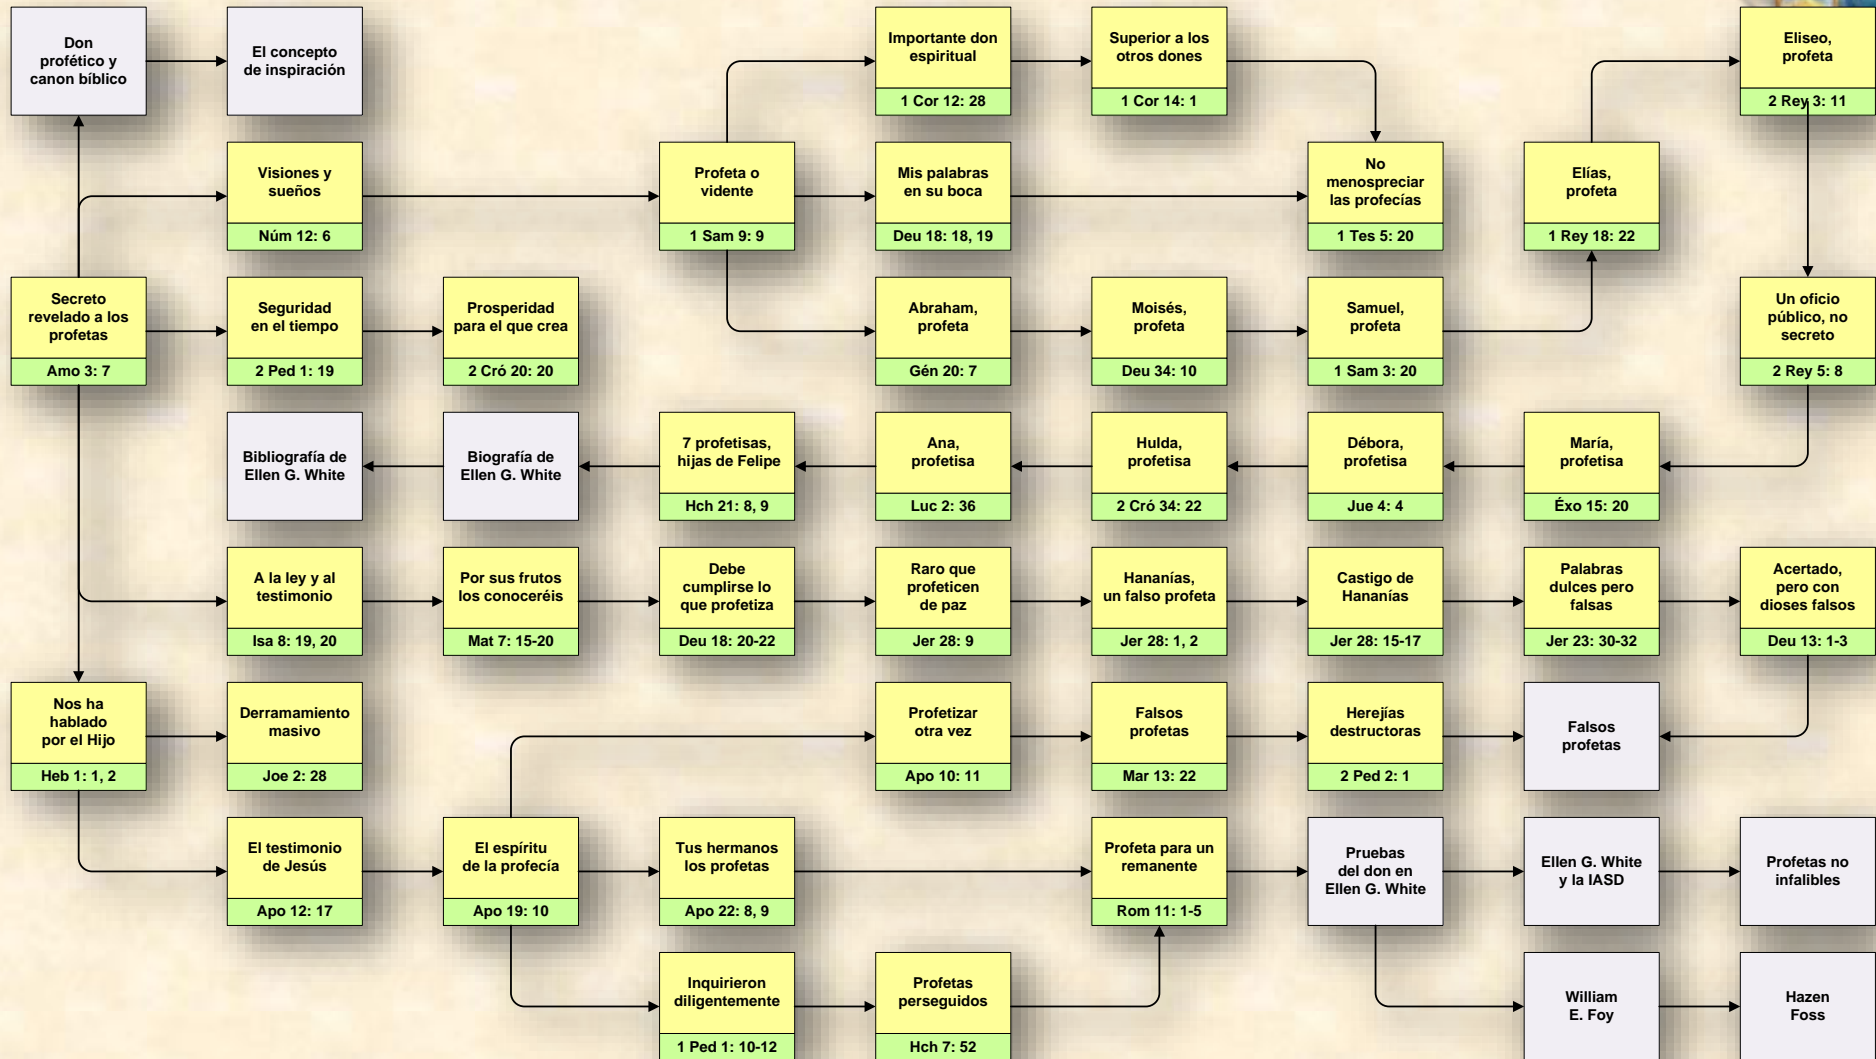 Don
profético y
canon bíblico
El concepto
de inspiración
Importante don
espiritual
1 Cor 12: 28
Superior a los
otros dones
1 Cor 14: 1
Eliseo,
profeta
2 Rey 3: 11
Visiones y
sueños
Núm 12: 6
Profeta o
vidente
1 Sam 9: 9
Mis palabras
en su boca
Deu 18: 18, 19
No
menospreciar
las profecías
1 Tes 5: 20
Elías,
profeta
1 Rey 18: 22
Secreto
revelado a los
profetas
Amo 3: 7
Seguridad
en el tiempo
2 Ped 1: 19
Prosperidad
para el que crea
2 Cró 20: 20
Abraham,
profeta
Gén 20: 7
Moisés,
profeta
Deu 34: 10
Samuel,
profeta
1 Sam 3: 20
Un oficio
público, no
secreto
2 Rey 5: 8
Bibliografía de
Ellen G. White
Biografía de
Ellen G. White
7 profetisas,
hijas de Felipe
Hch 21: 8, 9
Ana,
profetisa
Luc 2: 36
Hulda,
profetisa
2 Cró 34: 22
Débora,
profetisa
Jue 4: 4
María,
profetisa
Éxo 15: 20
A la ley y al
testimonio
Isa 8: 19, 20
Por sus frutos
los conoceréis
Mat 7: 15-20
Debe
cumplirse lo
que profetiza
Deu 18: 20-22
Raro que
profeticen
de paz
Jer 28: 9
Hananías,
un falso profeta
Jer 28: 1, 2
Castigo de
Hananías
Jer 28: 15-17
Palabras
dulces pero
falsas
Jer 23: 30-32
Acertado,
pero con
dioses falsos
Deu 13: 1-3
Nos ha
hablado
por el Hijo
Heb 1: 1, 2
Derramamiento
masivo
Joe 2: 28
Profetizar
otra vez
Apo 10: 11
Falsos
profetas
Mar 13: 22
Herejías
destructoras
2 Ped 2: 1
Falsos
profetas
El testimonio
de Jesús
Apo 12: 17
El espíritu
de la profecía
Apo 19: 10
Tus hermanos
los profetas
Apo 22: 8, 9
Profeta para un
remanente
Rom 11: 1-5
Pruebas
del don en
Ellen G. White
Ellen G. White
y la IASD
Profetas no
infalibles
Inquirieron
diligentemente
1 Ped 1: 10-12
Profetas
perseguidos
Hch 7: 52
William
E. Foy
Hazen
Foss